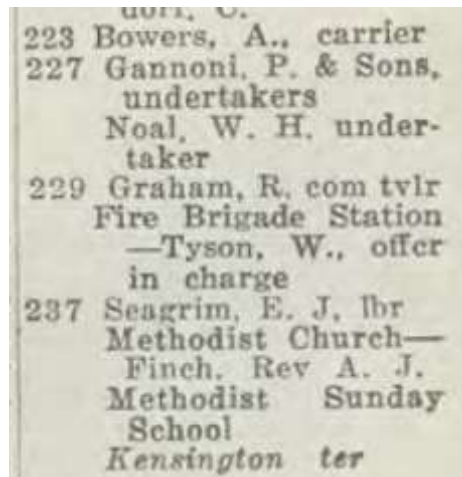 223 Bowers, A., carrier
227 Gannoni, P. & Sons,
undertakers
Noal, W. H. under-
taker
229 Graham, R. com tvlr
Fire Brigade Station
—Tyson, W., offcr
in charge
237 Seagrim, E. J. lbr
Methodist Church—
Finch. Rev A. J.
Methodist Sunday
School
Kensington ter